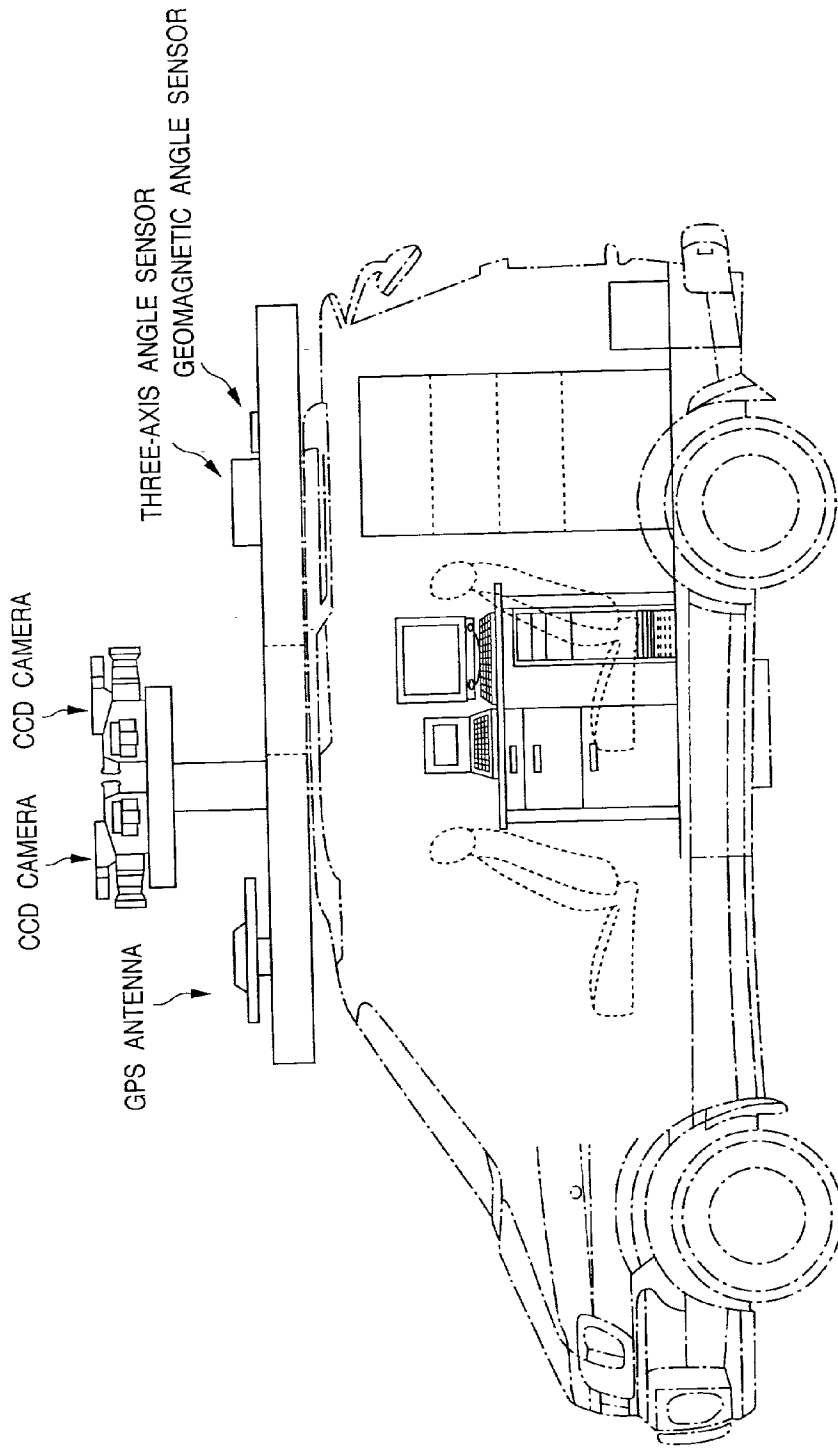 CCD CAMERA
CCD CAMERA
GPS ANTENNA
THREE-AXIS ANGLE SENSOR
GEOMAGNETIC ANGLE SENSOR